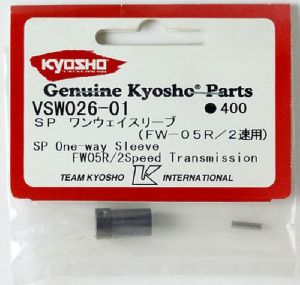 KYOSHO
Genuine Kyosho® Parts
VSW026-01 ●400
SP ワンウェイスリーブ
(FW-05R/2速用)
SP One-way Sleeve
FW05R/2Speed Transmission
TEAM KYOSHO K INTERNATIONAL